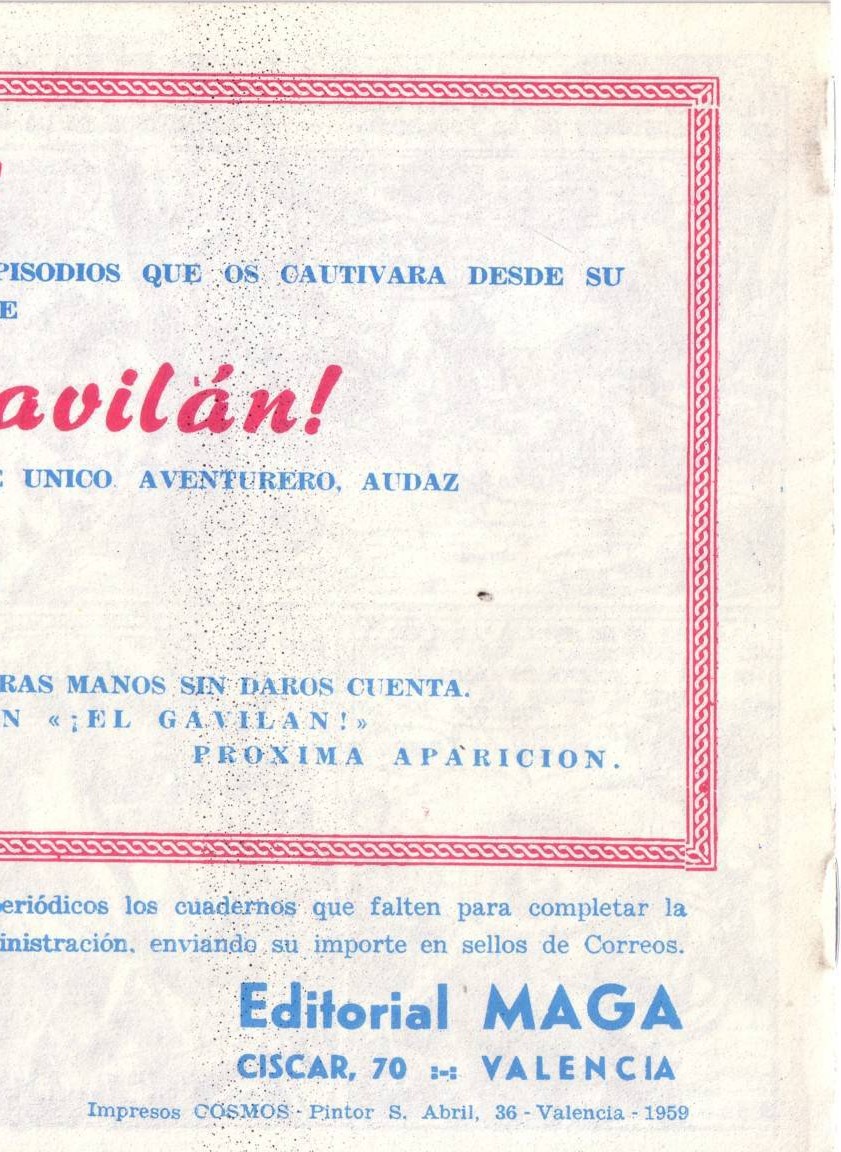 PISODIOS QUE OS CAUTIVARA DESDE SU
E
avilán!
E UNICO AVENTURERO, AUDAZ
RAS MANOS SIN DAROS CUENTA.
N «¡EL GAVILAN!»
PROXIMA APARICION.
eriódicos los cuadernos que falten para completar la
inistración, enviando su importe en sellos de Correos.
Editorial MAGA
CISCAR, 70 :-: VALENCIA
Impresos COSMOS - Pintor S. Abril, 36 - Valencia - 1959